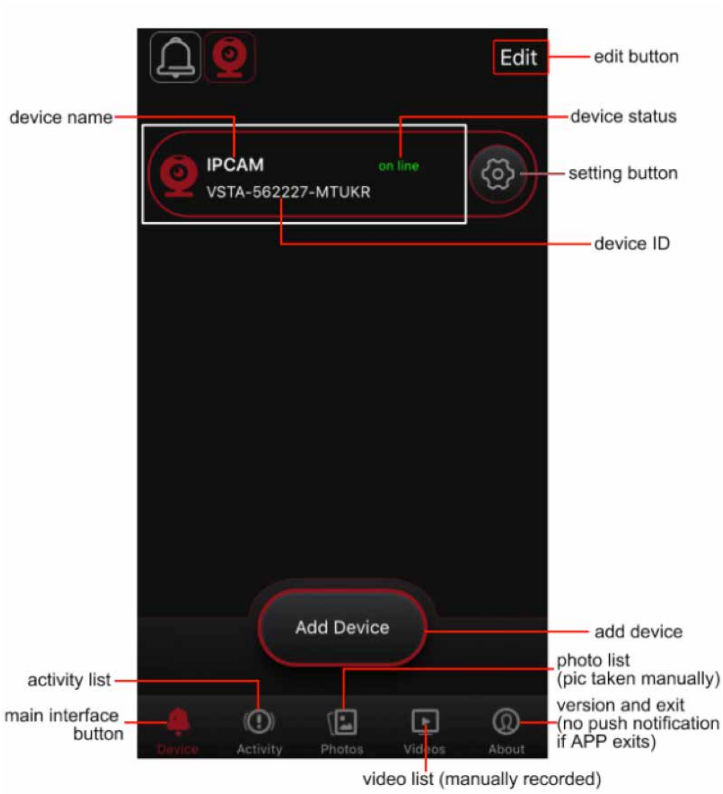 Edit
edit button
device name
device status
IPCAM
on line
setting button
VSTA-562227-MTUKR
device ID
Add Device
add device
photo list
(pic taken manually)
activity list
main interface
button
version and exit
(no push notification
if APP exits)
Device
Activity
Photos
Videos
About
video list (manually recorded)